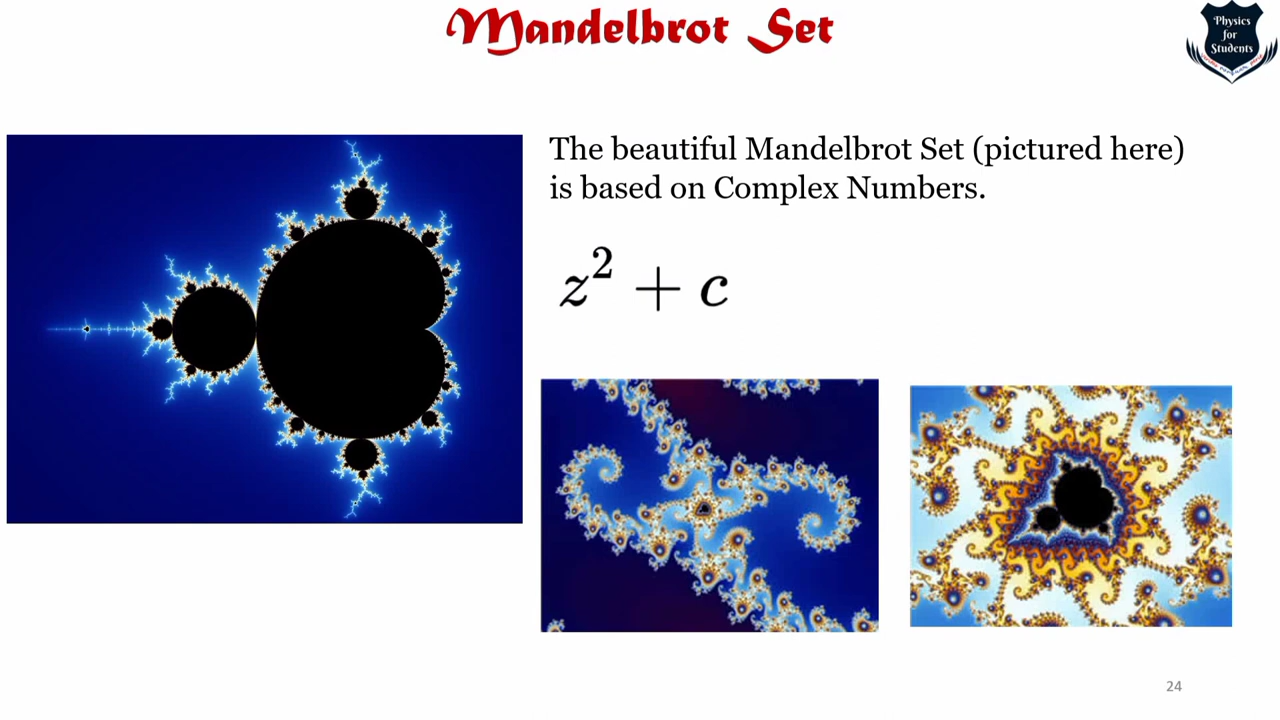 Mandelbrot Set
Physics
for
Students
The beautiful Mandelbrot Set (pictured here)
is based on Complex Numbers.
z² + c
24